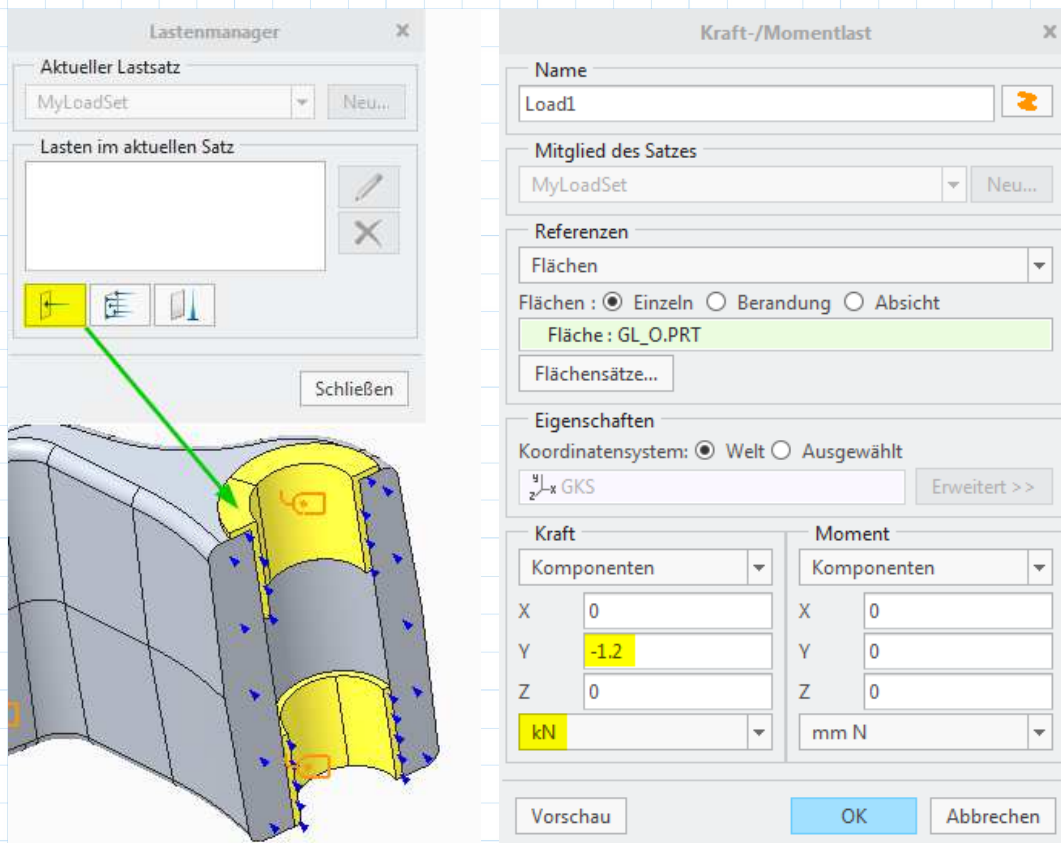 Lastenmanager
Aktueller Lastsatz
MyLoadSet Neu...
Lasten im aktuellen Satz
Schließen
Kraft-/Momentlast
Name
Load1
Mitglied des Satzes
MyLoadSet Neu...
Referenzen
Flächen
Flächen : Einzeln Berandung Absicht
Fläche : GL_O.PRT
Flächensätze...
Eigenschaften
Koordinatensystem: Welt Ausgewählt
y z x GKS Erweitert >>
Kraft Moment
Komponenten Komponenten
X 0 X 0
Y -1.2 Y 0
Z 0 Z 0
kN mm N
Vorschau OK Abbrechen